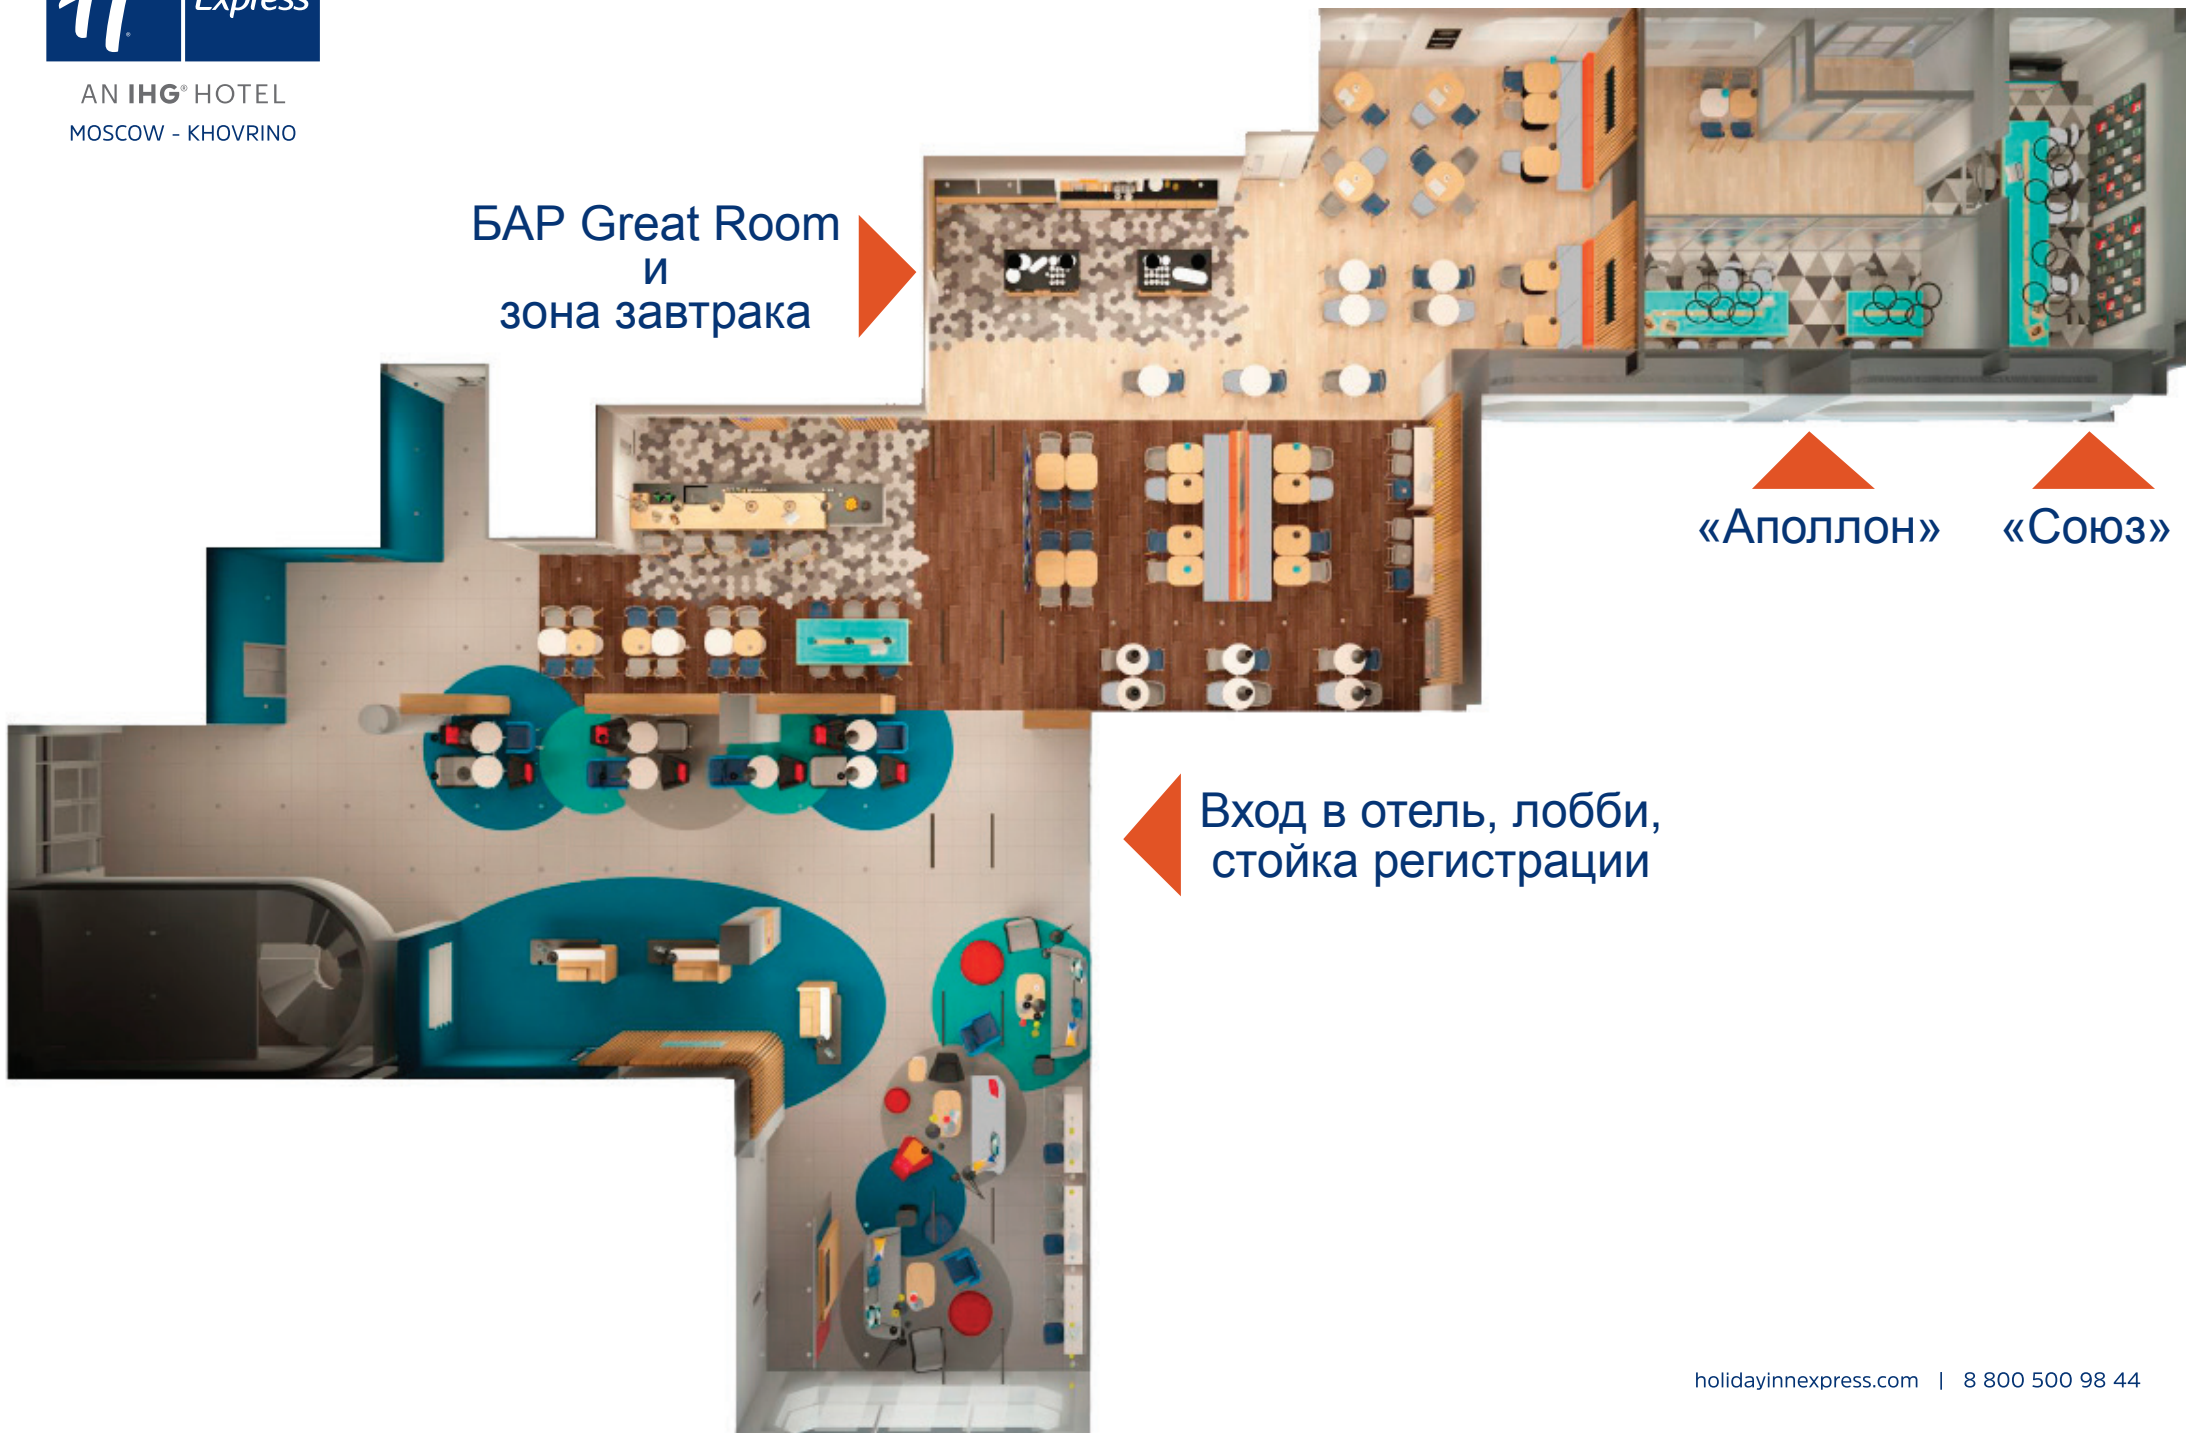 Express
AN IHG® HOTEL
MOSCOW - KHOVRINO
БАР Great Room
и
зона завтрака
«Аполлон»
«Союз»
Вход в отель, лобби,
стойка регистрации
holidayinnexpress.com | 8 800 500 98 44